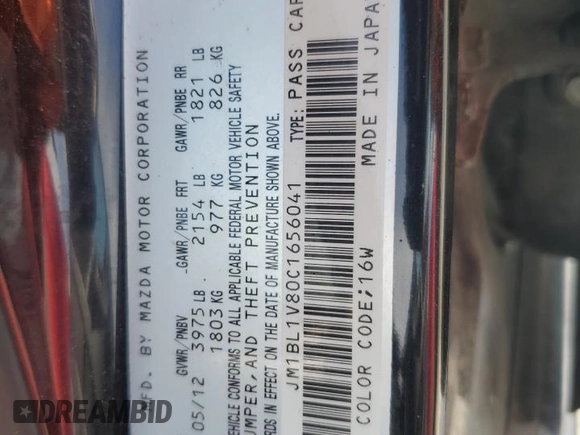 MFD. BY MAZDA MOTOR CORPORATION
GVWR/PNBV GAWR/PNBE FRT GAWR/PNBE RR
05/12 3975 LB 2154 LB 1821 LB
1803 KG 977 KG 826 KG
VEHICLE CONFORMS TO ALL APPLICABLE FEDERAL MOTOR VEHICLE SAFETY
BUMPER, AND THEFT PREVENTION
IN EFFECT ON THE DATE OF MANUFACTURE SHOWN ABOVE.
JM1BL1V80C1656041 TYPE: PASS CAR
COLOR CODE;16W MADE IN JAPA
DREAMBID